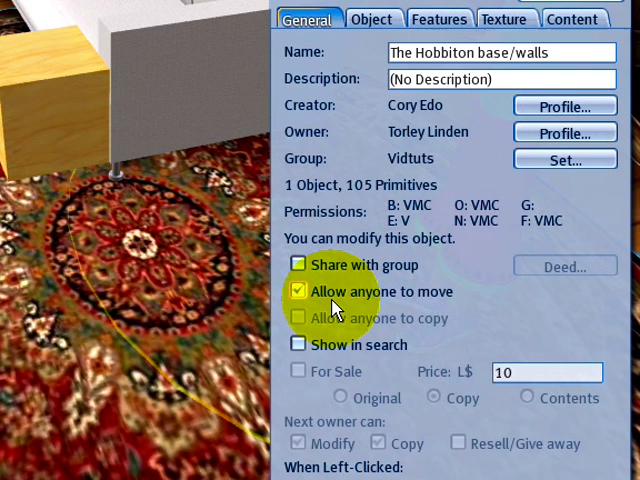 General Object Features Texture Content
Name: The Hobbiton base/walls
Description: (No Description)
Creator: Cory Edo Profile...
Owner: Torley Linden Profile...
Group: Vidtuts Set...
1 Object, 105 Primitives
Permissions: B: VMC O: VMC G:
E: V N: VMC F: VMC
You can modify this object.
Share with group Deed...
Allow anyone to move
Allow anyone to copy
Show in search
For Sale Price: L$ 10
Original Copy Contents
Next owner can:
Modify Copy Resell/Give away
When Left-Clicked: